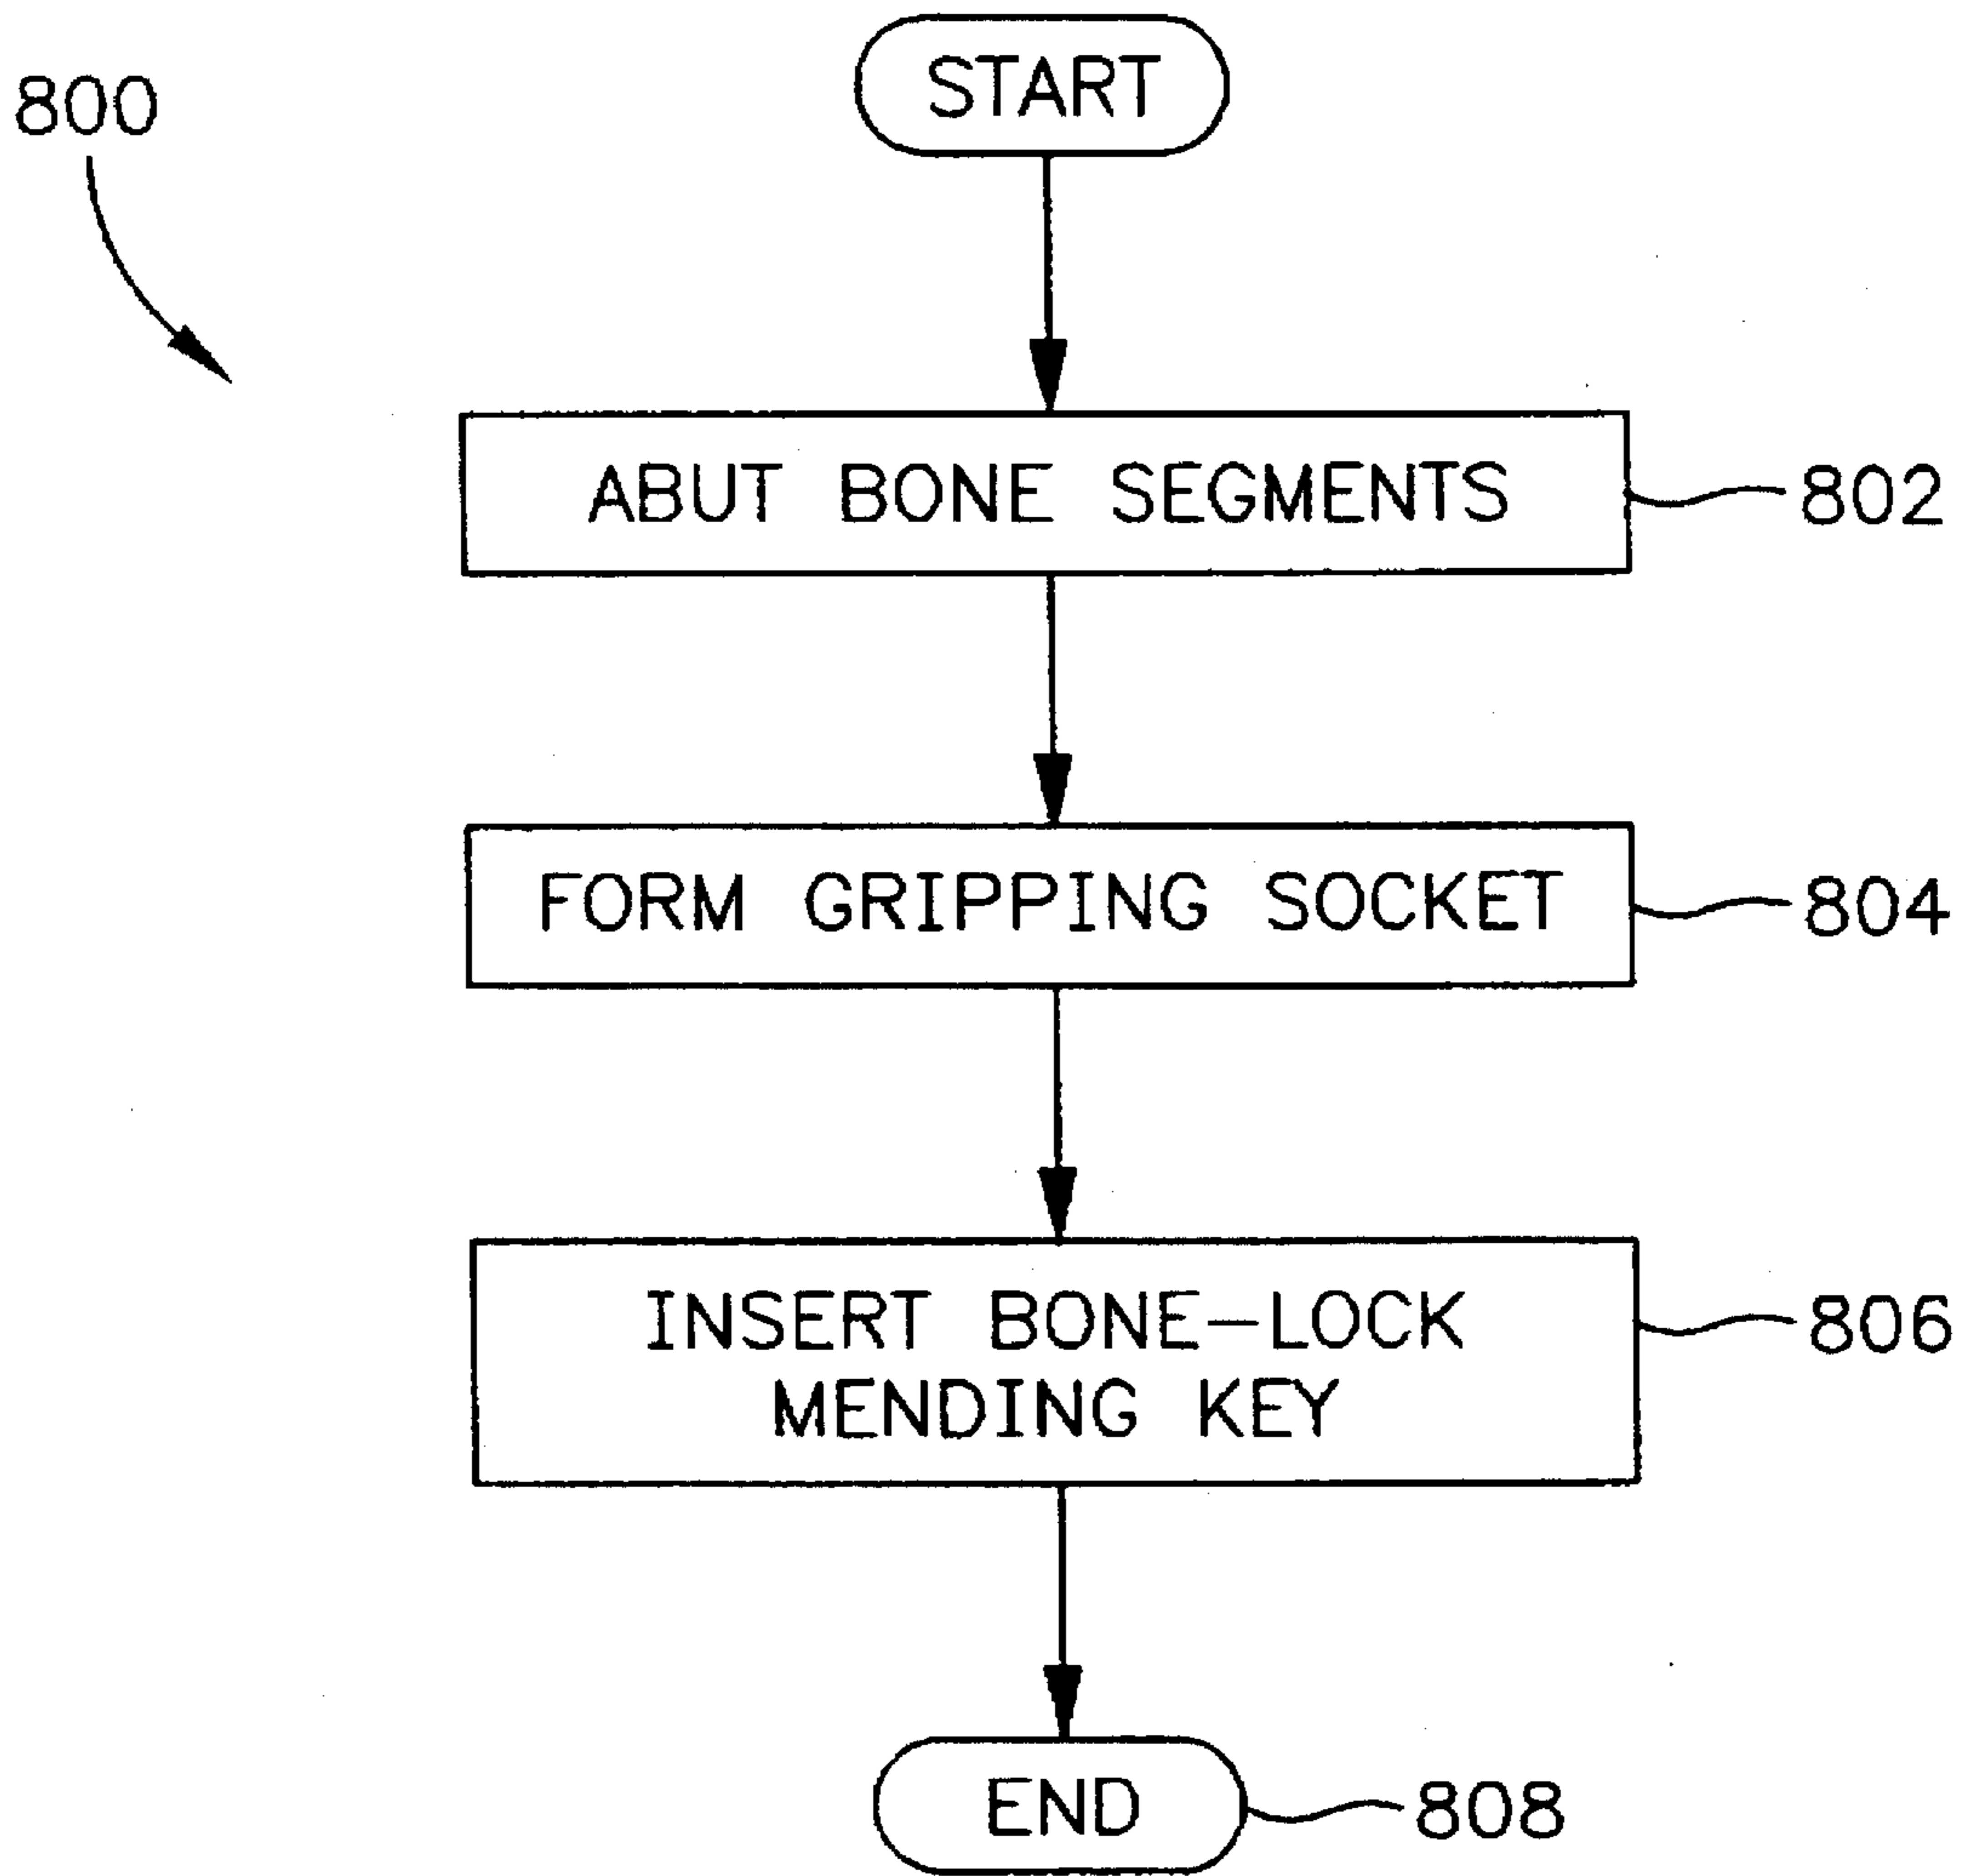 800
START
ABUT BONE SEGMENTS
802
FORM GRIPPING SOCKET
804
INSERT BONE-LOCK
MENDING KEY
806
END
808